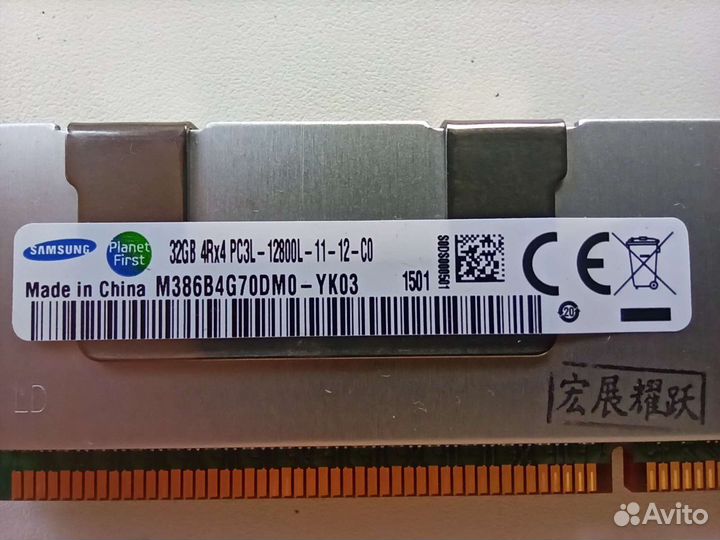 SAMSUNG
Planet First
32GB 4Rx4 PC3L-12800L-11-12-C0
Made in China M386B4G70DM0-YK03 1501
CE
20
LD
宏展耀跃
Avito